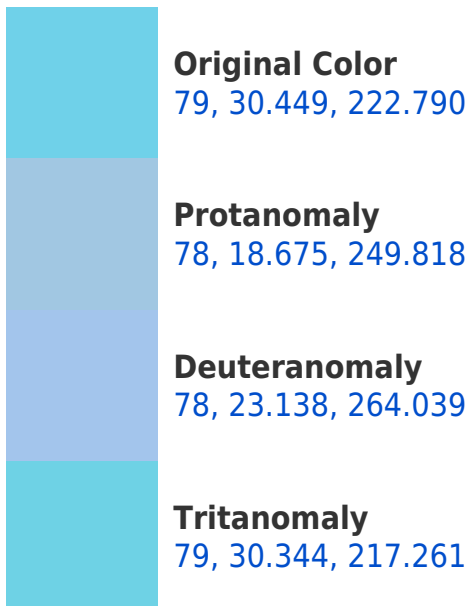 Original Color
79, 30.449, 222.790
Protanomaly
78, 18.675, 249.818
Deuteranomaly
78, 23.138, 264.039
Tritanomaly
79, 30.344, 217.261